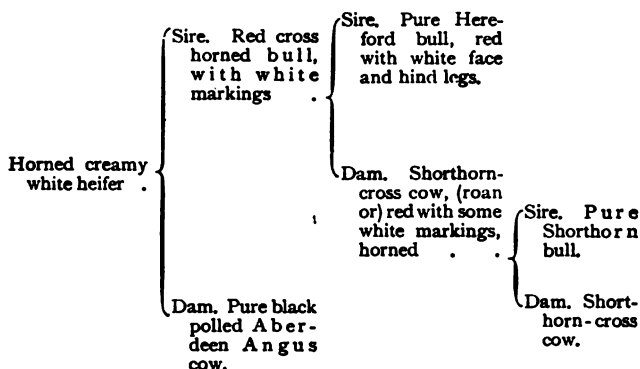 Horned creamy
white heifer .
Sire. Red cross
horned bull,
with white
markings .
Dam. Pure black
polled Aber-
deen Angus
cow.
Sire. Pure Here-
ford bull, red
with white face
and hind legs.
Dam. Shorthorn-
cross cow, (roan
or) red with some
white markings,
horned . .
Sire. Pure
Shorthorn
bull.
Dam. Short-
horn-cross
cow.